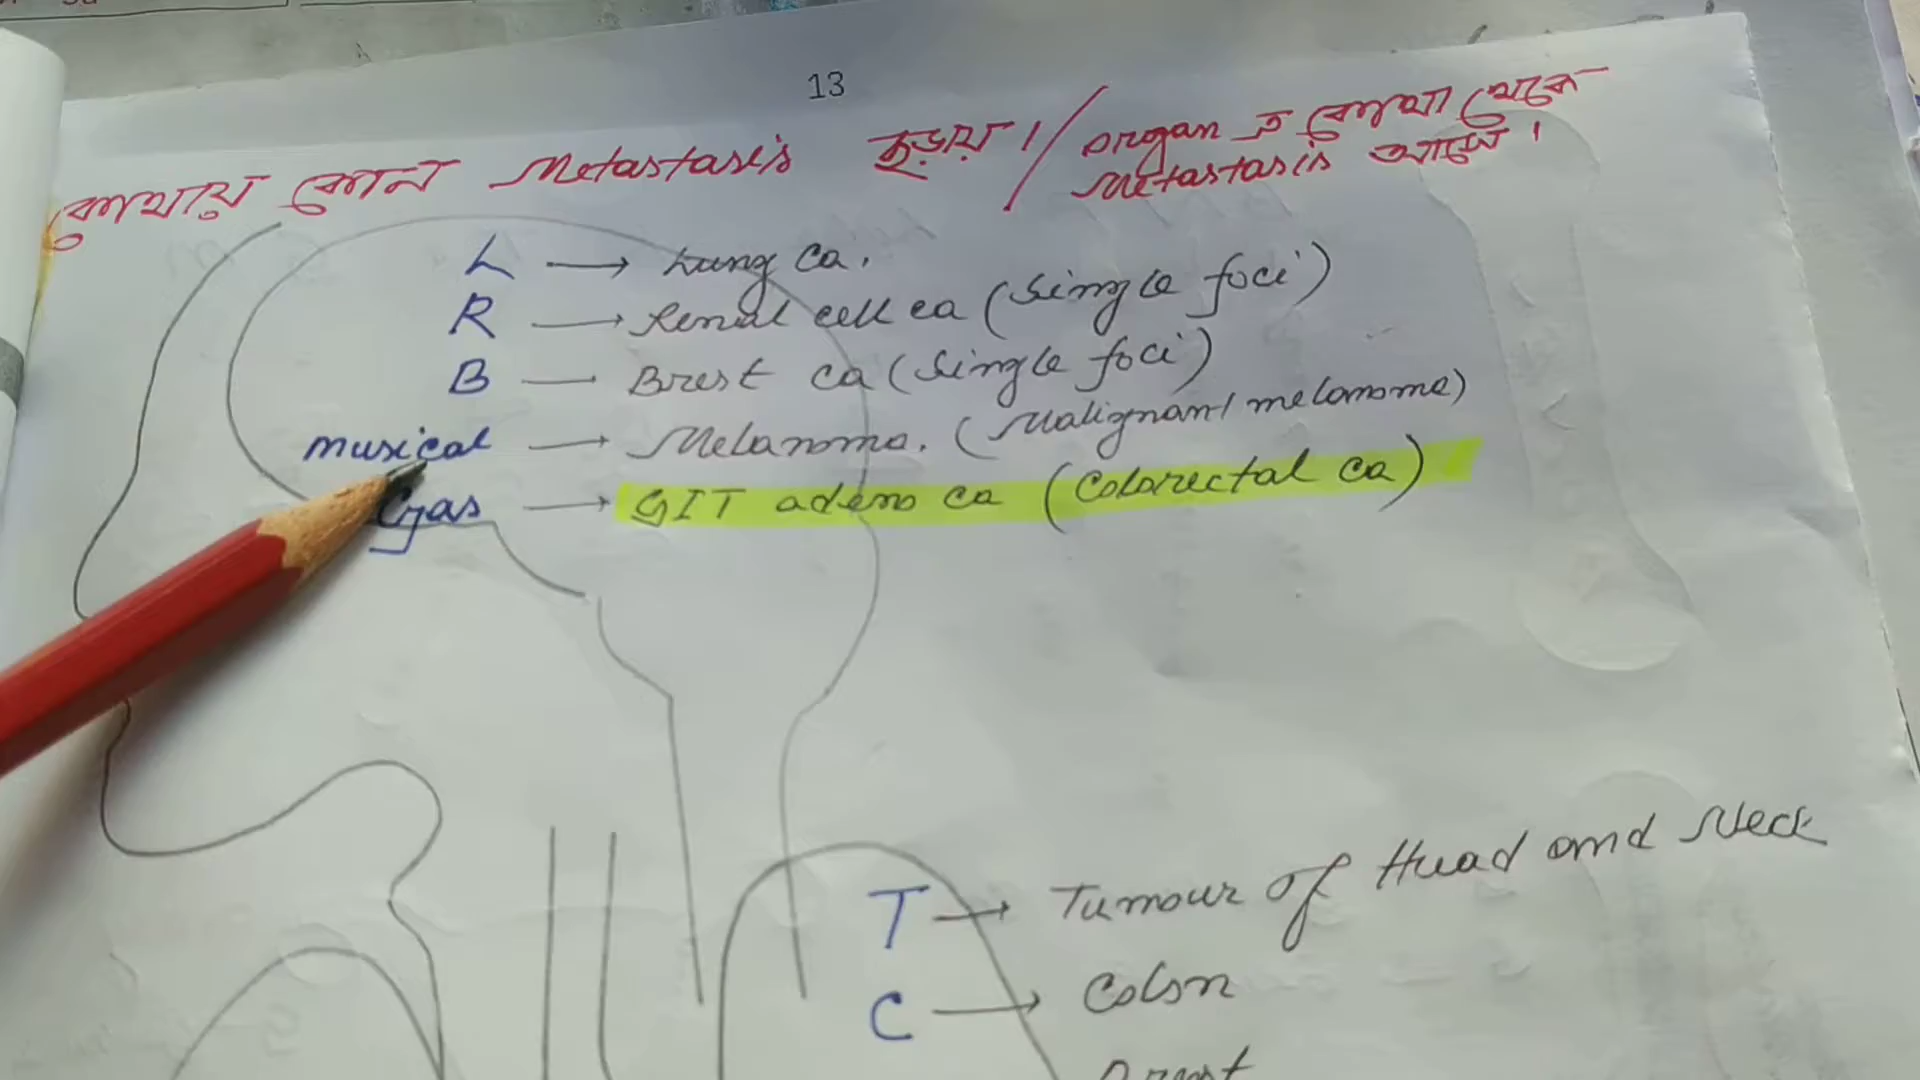 13
কোথায় কোন Metastasis ছড়ায়। / organ এ কোথা থেকে
Metastasis আসে।
L → Lung ca.
R → Renal cell ca (Single foci)
B — Brest ca (Single foci)
musical → Melanoma. (Malignant melanoma)
Gas → GIT adeno ca (Colorectal ca)
T → Tumour of Head and Neck
C → Colon